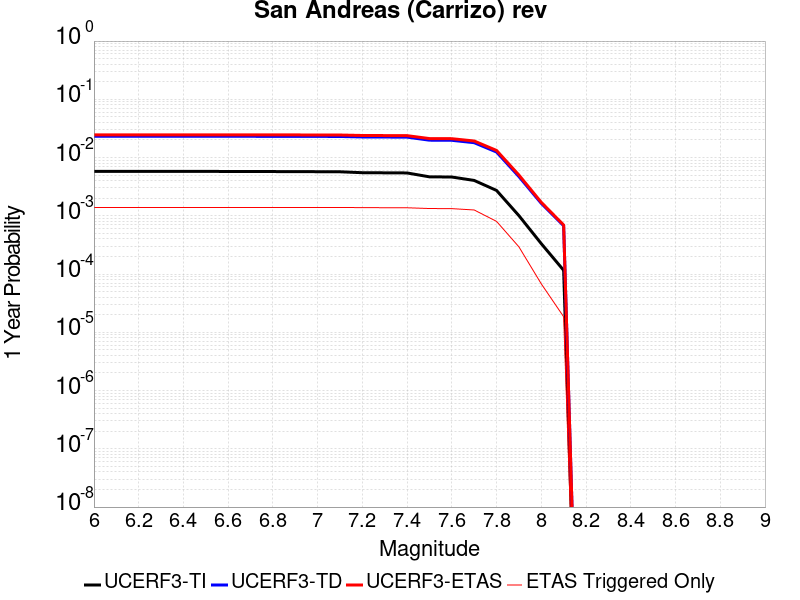 San Andreas (Carrizo) rev
10^0
10^-1
10^-2
10^-3
10^-4
10^-5
10^-6
10^-7
10^-8
1 Year Probability
6 6.2 6.4 6.6 6.8 7 7.2 7.4 7.6 7.8 8 8.2 8.4 8.6 8.8 9
Magnitude
UCERF3-TI UCERF3-TD UCERF3-ETAS ETAS Triggered Only